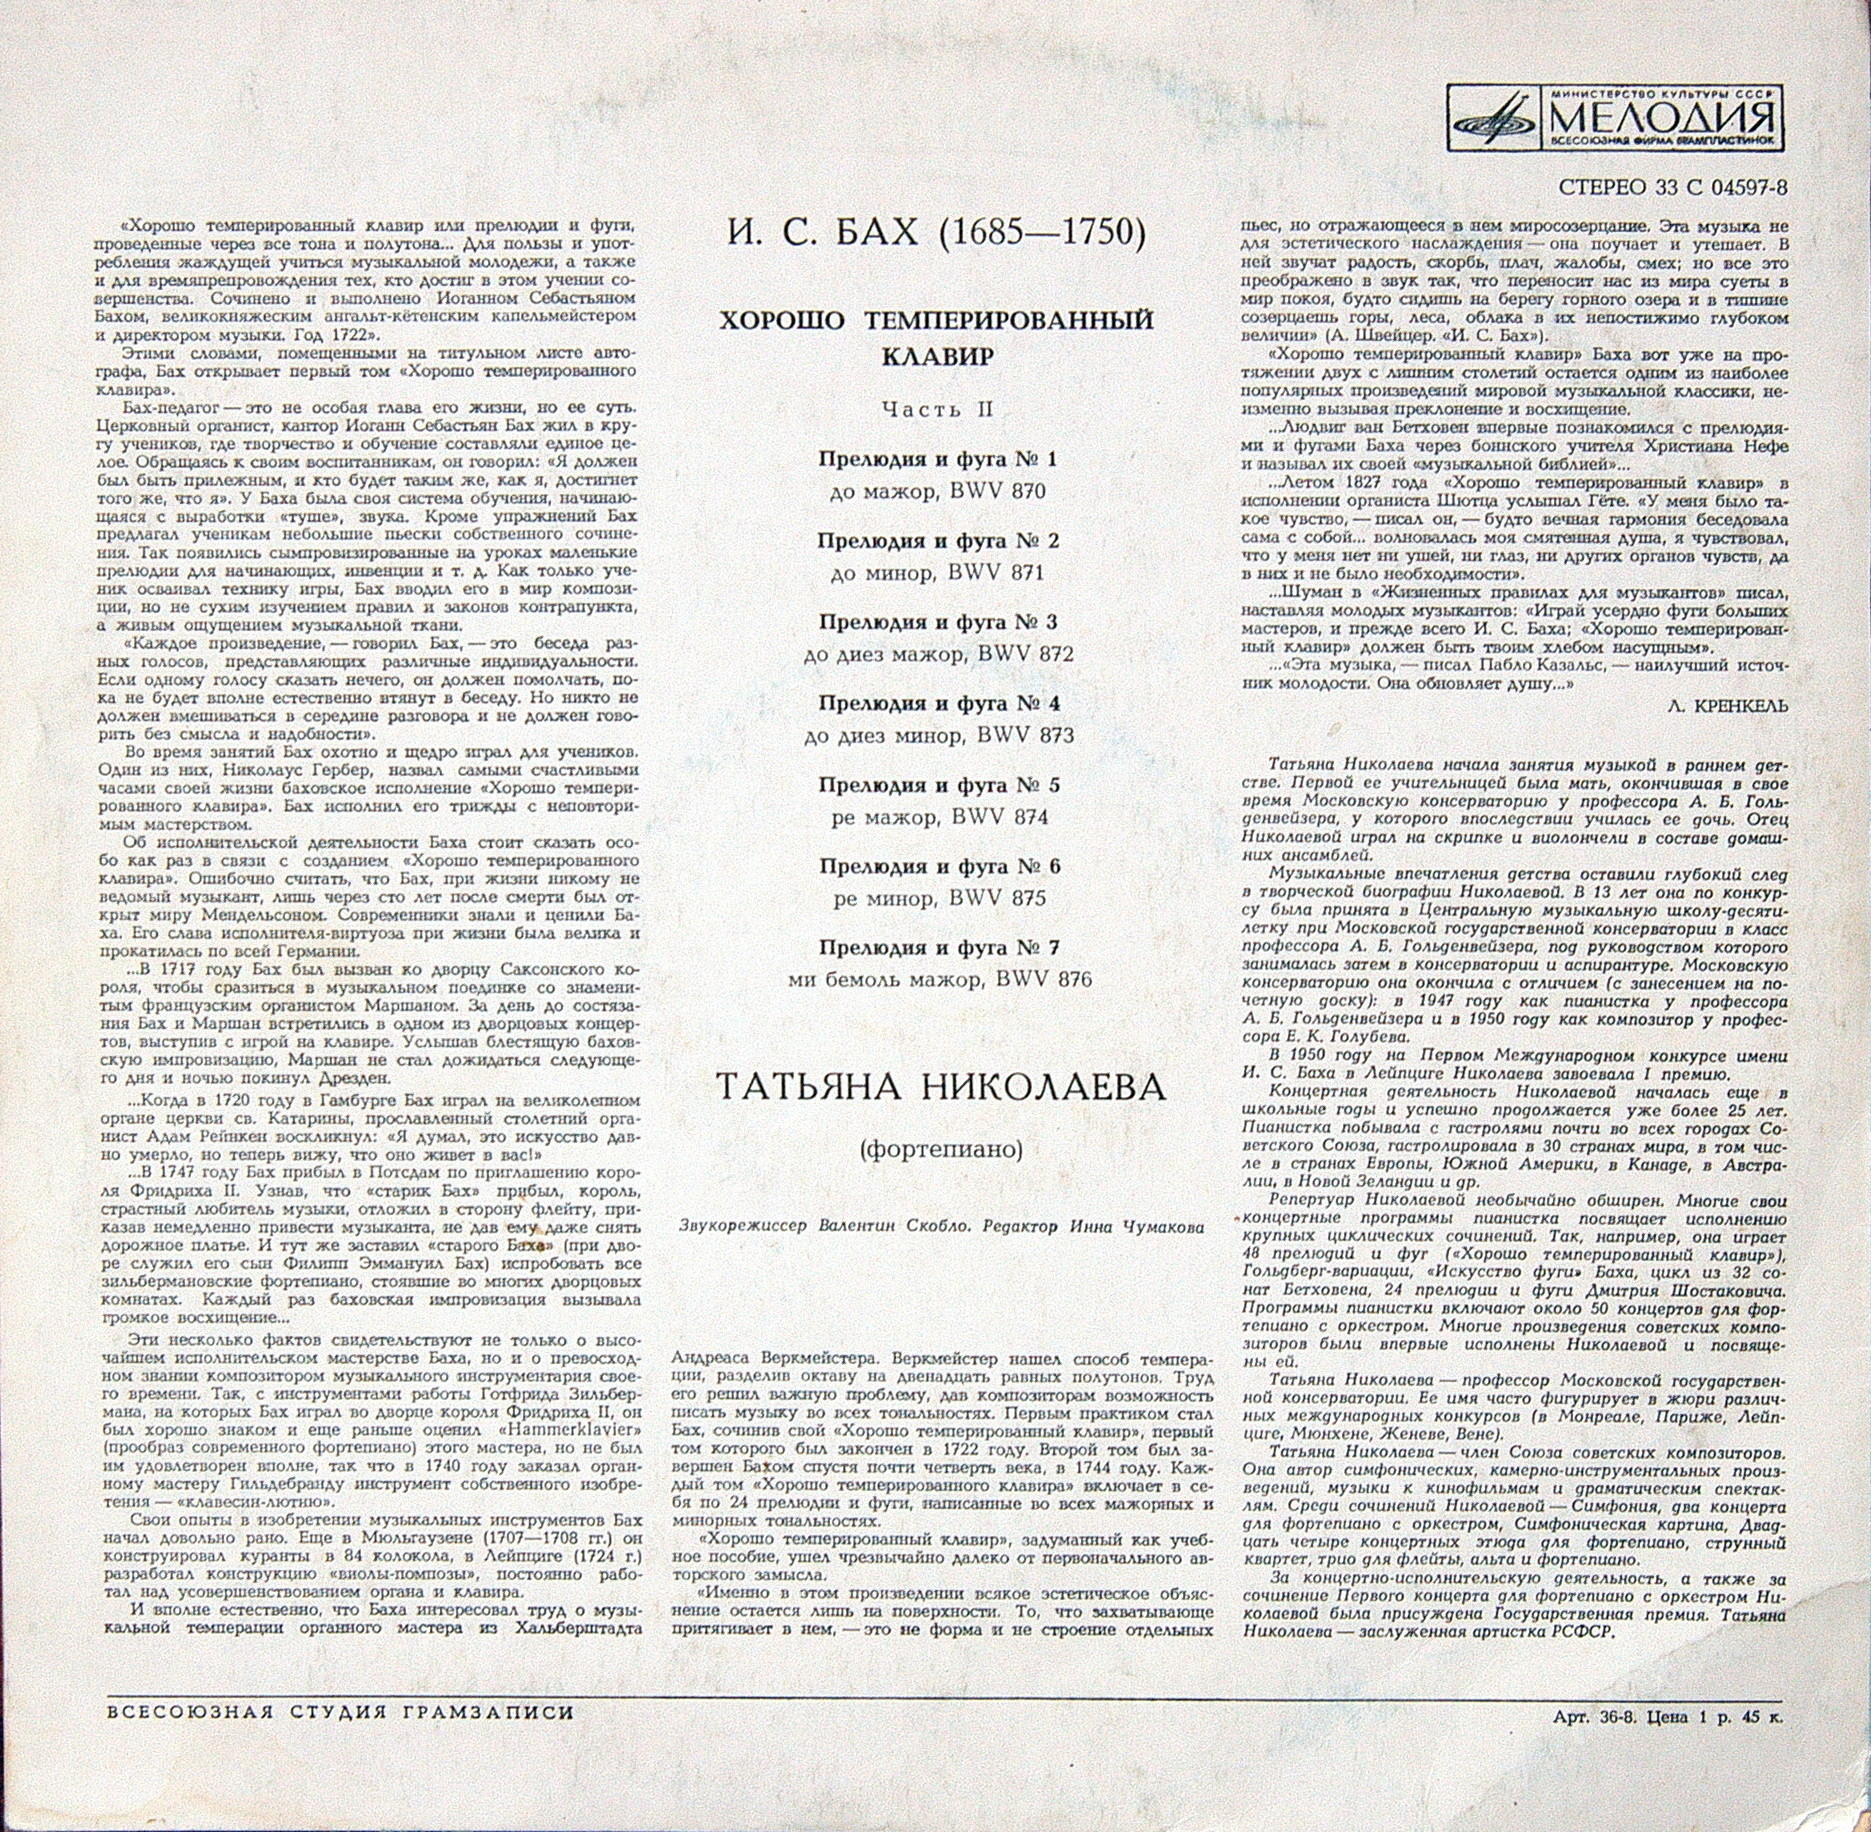 МИНИСТЕРСТВО КУЛЬТУРЫ СССР
МЕЛОДИЯ
ВСЕСОЮЗНАЯ ФИРМА ГРАМПЛАСТИНОК
СТЕРЕО 33 С 04597-8
«Хорошо темперированный клавир или прелюдии и фуги,
проведенные через все тона и полутона... Для пользы и упот-
ребления жаждущей учиться музыкальной молодежи, а также
и для времяпрепровождения тех, кто достиг в этом учении со-
вершенства. Сочинено и выполнено Иоганном Себастьяном
Бахом, великокняжеским ангальт-кётенским капельмейстером
и директором музыки. Год 1722».
Этими словами, помещенными на титульном листе авто-
графа, Бах открывает первый том «Хорошо темперированного
клавира».
Бах-педагог — это не особая глава его жизни, но ее суть.
Церковный органист, кантор Иоганн Себастьян Бах жил в кру-
гу учеников, где творчество и обучение составляли единое це-
лое. Обращаясь к своим воспитанникам, он говорил: «Я должен
был быть прилежным, и кто будет таким же, как я, достигнет
того же, что я». У Баха была своя система обучения, начинаю-
щаяся с выработки «туше», звука. Кроме упражнений Бах
предлагал ученикам небольшие пьески собственного сочине-
ния. Так появились сымпровизированные на уроках маленькие
прелюдии для начинающих, инвенции и т. д. Как только уче-
ник осваивал технику игры, Бах вводил его в мир компози-
ции, но не сухим изучением правил и законов контрапункта,
а живым ощущением музыкальной ткани.
«Каждое произведение, — говорил Бах, — это беседа раз-
ных голосов, представляющих различные индивидуальности.
Если одному голосу сказать нечего, он должен помолчать, по-
ка не будет вполне естественно втянут в беседу. Но никто не
должен вмешиваться в середине разговора и не должен гово-
рить без смысла и надобности».
Во время занятий Бах охотно и щедро играл для учеников.
Один из них, Николаус Гербер, назвал самыми счастливыми
часами своей жизни баховское исполнение «Хорошо темпери-
рованного клавира». Бах исполнил его трижды с неповтори-
мым мастерством.
Об исполнительской деятельности Баха стоит сказать осо-
бо как раз в связи с созданием «Хорошо темперированного
клавира». Ошибочно считать, что Бах, при жизни никому не
ведомый музыкант, лишь через сто лет после смерти был от-
крыт миру Мендельсоном. Современники знали и ценили Ба-
ха. Его слава исполнителя-виртуоза при жизни была велика и
прокатилась по всей Германии.
...В 1717 году Бах был вызван ко дворцу Саксонского ко-
роля, чтобы сразиться в музыкальном поединке со знамени-
тым французским органистом Маршаном. За день до состяза-
ния Бах и Маршан встретились в одном из дворцовых концер-
тов, выступив с игрой на клавире. Услышав блестящую бахов-
скую импровизацию, Маршан не стал дожидаться следующе-
го дня и ночью покинул Дрезден.
...Когда в 1720 году в Гамбурге Бах играл на великолепном
органе церкви св. Катарины, прославленный столетний орга-
нист Адам Рейнкен воскликнул: «Я думал, это искусство дав-
но умерло, но теперь вижу, что оно живет в вас!»
...В 1747 году Бах прибыл в Потсдам по приглашению коро-
ля Фридриха II. Узнав, что «старик Бах» прибыл, король,
страстный любитель музыки, отложил в сторону флейту, при-
казав немедленно привести музыканта, не дав ему даже снять
дорожное платье. И тут же заставил «старого Баха» (при дво-
ре служил его сын Филипп Эммануил Бах) испробовать все
зильбермановские фортепиано, стоявшие во многих дворцовых
комнатах. Каждый раз баховская импровизация вызывала
громкое восхищение...
Эти несколько фактов свидетельствуют не только о высо-
чайшем исполнительском мастерстве Баха, но и о превосход-
ном знании композитором музыкального инструментария свое-
го времени. Так, с инструментами работы Готфрида Зильбер-
мана, на которых Бах играл во дворце короля Фридриха II, он
был хорошо знаком и еще раньше оценил «Hammerklavier»
(прообраз современного фортепиано) этого мастера, но не был
им удовлетворен вполне, так что в 1740 году заказал орган-
ному мастеру Гильдебранду инструмент собственного изобре-
тения — «клавесин-лютню».
Свои опыты в изобретении музыкальных инструментов Бах
начал довольно рано. Еще в Мюльгаузене (1707—1708 гг.) он
конструировал куранты в 84 колокола, в Лейпциге (1724 г.)
разработал конструкцию «виолы-помпозы», постоянно рабо-
тал над усовершенствованием органа и клавира.
И вполне естественно, что Баха интересовал труд о музы-
кальной темперации органного мастера из Хальберштадта
И. С. БАХ (1685—1750)
ХОРОШО ТЕМПЕРИРОВАННЫЙ
КЛАВИР
Часть II
Прелюдия и фуга № 1
до мажор, BWV 870
Прелюдия и фуга № 2
до минор, BWV 871
Прелюдия и фуга № 3
до диез мажор, BWV 872
Прелюдия и фуга № 4
до диез минор, BWV 873
Прелюдия и фуга № 5
ре мажор, BWV 874
Прелюдия и фуга № 6
ре минор, BWV 875
Прелюдия и фуга № 7
ми бемоль мажор, BWV 876
ТАТЬЯНА НИКОЛАЕВА
(фортепиано)
Звукорежиссер Валентин Скобло. Редактор Инна Чумакова
Андреаса Веркмейстера. Веркмейстер нашел способ темпера-
ции, разделив октаву на двенадцать равных полутонов. Труд
его решил важную проблему, дав композиторам возможность
писать музыку во всех тональностях. Первым практиком стал
Бах, сочинив свой «Хорошо темперированный клавир», первый
том которого был закончен в 1722 году. Второй том был за-
вершен Бахом спустя почти четверть века, в 1744 году. Каж-
дый том «Хорошо темперированного клавира» включает в се-
бя по 24 прелюдии и фуги, написанные во всех мажорных и
минорных тональностях.
«Хорошо темперированный клавир», задуманный как учеб-
ное пособие, ушел чрезвычайно далеко от первоначального ав-
торского замысла.
«Именно в этом произведении всякое эстетическое объяс-
нение остается лишь на поверхности. То, что захватывающе
притягивает в нем, — это не форма и не строение отдельных
пьес, но отражающееся в нем миросозерцание. Эта музыка не
для эстетического наслаждения — она поучает и утешает. В
ней звучат радость, скорбь, плач, жалобы, смех; но все это
преображено в звук так, что переносит нас из мира суеты в
мир покоя, будто сидишь на берегу горного озера и в тишине
созерцаешь горы, леса, облака в их непостижимо глубоком
величии» (А. Швейцер. «И. С. Бах»).
«Хорошо темперированный клавир» Баха вот уже на про-
тяжении двух с лишним столетий остается одним из наиболее
популярных произведений мировой музыкальной классики, не-
изменно вызывая преклонение и восхищение.
...Людвиг ван Бетховен впервые познакомился с прелюдия-
ми и фугами Баха через боннского учителя Христиана Нефе
и называл их своей «музыкальной библией»...
...Летом 1827 года «Хорошо темперированный клавир» в
исполнении органиста Шютца услышал Гёте. «У меня было та-
кое чувство, — писал он, — будто вечная гармония беседовала
сама с собой... волновалась моя смятенная душа, я чувствовал,
что у меня нет ни ушей, ни глаз, ни других органов чувств, да
в них и не было необходимости».
...Шуман в «Жизненных правилах для музыкантов» писал,
наставляя молодых музыкантов: «Играй усердно фуги больших
мастеров, и прежде всего И. С. Баха; «Хорошо темперирован-
ный клавир» должен быть твоим хлебом насущным».
...«Эта музыка, — писал Пабло Казальс, — наилучший источ-
ник молодости. Она обновляет душу...»
Л. КРЕНКЕЛЬ
Татьяна Николаева начала занятия музыкой в раннем дет-
стве. Первой ее учительницей была мать, окончившая в свое
время Московскую консерваторию у профессора А. Б. Голь-
денвейзера, у которого впоследствии училась ее дочь. Отец
Николаевой играл на скрипке и виолончели в составе домаш-
них ансамблей.
Музыкальные впечатления детства оставили глубокий след
в творческой биографии Николаевой. В 13 лет она по конкур-
су была принята в Центральную музыкальную школу-десяти-
летку при Московской государственной консерватории в класс
профессора А. Б. Гольденвейзера, под руководством которого
занималась затем в консерватории и аспирантуре. Московскую
консерваторию она окончила с отличием (с занесением на по-
четную доску): в 1947 году как пианистка у профессора
А. Б. Гольденвейзера и в 1950 году как композитор у профес-
сора Е. К. Голубева.
В 1950 году на Первом Международном конкурсе имени
И. С. Баха в Лейпциге Николаева завоевала I премию.
Концертная деятельность Николаевой началась еще в
школьные годы и успешно продолжается уже более 25 лет.
Пианистка побывала с гастролями почти во всех городах Со-
ветского Союза, гастролировала в 30 странах мира, в том чис-
ле в странах Европы, Южной Америки, в Канаде, в Австра-
лии, в Новой Зеландии и др.
Репертуар Николаевой необычайно обширен. Многие свои
концертные программы пианистка посвящает исполнению
крупных циклических сочинений. Так, например, она играет
48 прелюдий и фуг («Хорошо темперированный клавир»),
Гольдберг-вариации, «Искусство фуги» Баха, цикл из 32 со-
нат Бетховена, 24 прелюдии и фуги Дмитрия Шостаковича.
Программы пианистки включают около 50 концертов для фор-
тепиано с оркестром. Многие произведения советских компо-
зиторов были впервые исполнены Николаевой и посвяще-
ны ей.
Татьяна Николаева — профессор Московской государствен-
ной консерватории. Ее имя часто фигурирует в жюри различ-
ных международных конкурсов (в Монреале, Париже, Лейп-
циге, Мюнхене, Женеве, Вене).
Татьяна Николаева — член Союза советских композиторов.
Она автор симфонических, камерно-инструментальных произ-
ведений, музыки к кинофильмам и драматическим спектак-
лям. Среди сочинений Николаевой — Симфония, два концерта
для фортепиано с оркестром, Симфоническая картина, Двад-
цать четыре концертных этюда для фортепиано, струнный
квартет, трио для флейты, альта и фортепиано.
За концертно-исполнительскую деятельность, а также за
сочинение Первого концерта для фортепиано с оркестром Ни-
колаевой была присуждена Государственная премия. Татьяна
Николаева — заслуженная артистка РСФСР.
ВСЕСОЮЗНАЯ СТУДИЯ ГРАМЗАПИСИ
Арт. 36-8. Цена 1 р. 45 к.